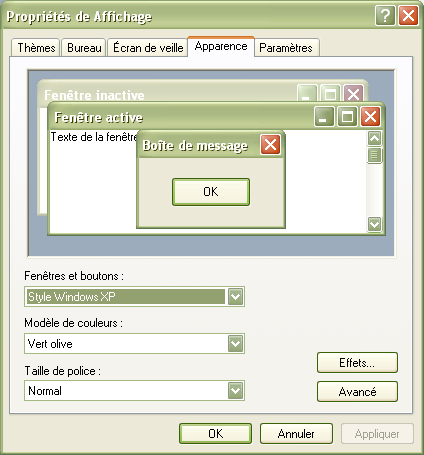 Propriétés de Affichage
Thèmes Bureau Écran de veille Apparence Paramètres
Fenêtre inactive
Fenêtre active
Texte de la fenêtre
Boîte de message
OK
Fenêtres et boutons :
Style Windows XP
Modèle de couleurs :
Vert olive
Taille de police :
Normal
Effets...
Avancé
OK Annuler Appliquer